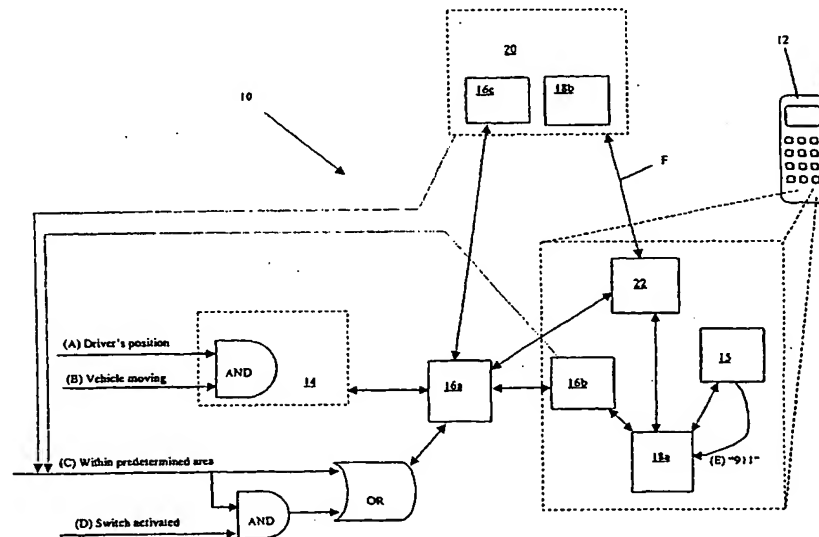 12
20
16c
18b
10
F
22
(A) Driver's position
AND
14
(B) Vehicle moving
16a
16b
15
18a
(E) "911"
(C) Within predetermined area
OR
AND
(D) Switch activated